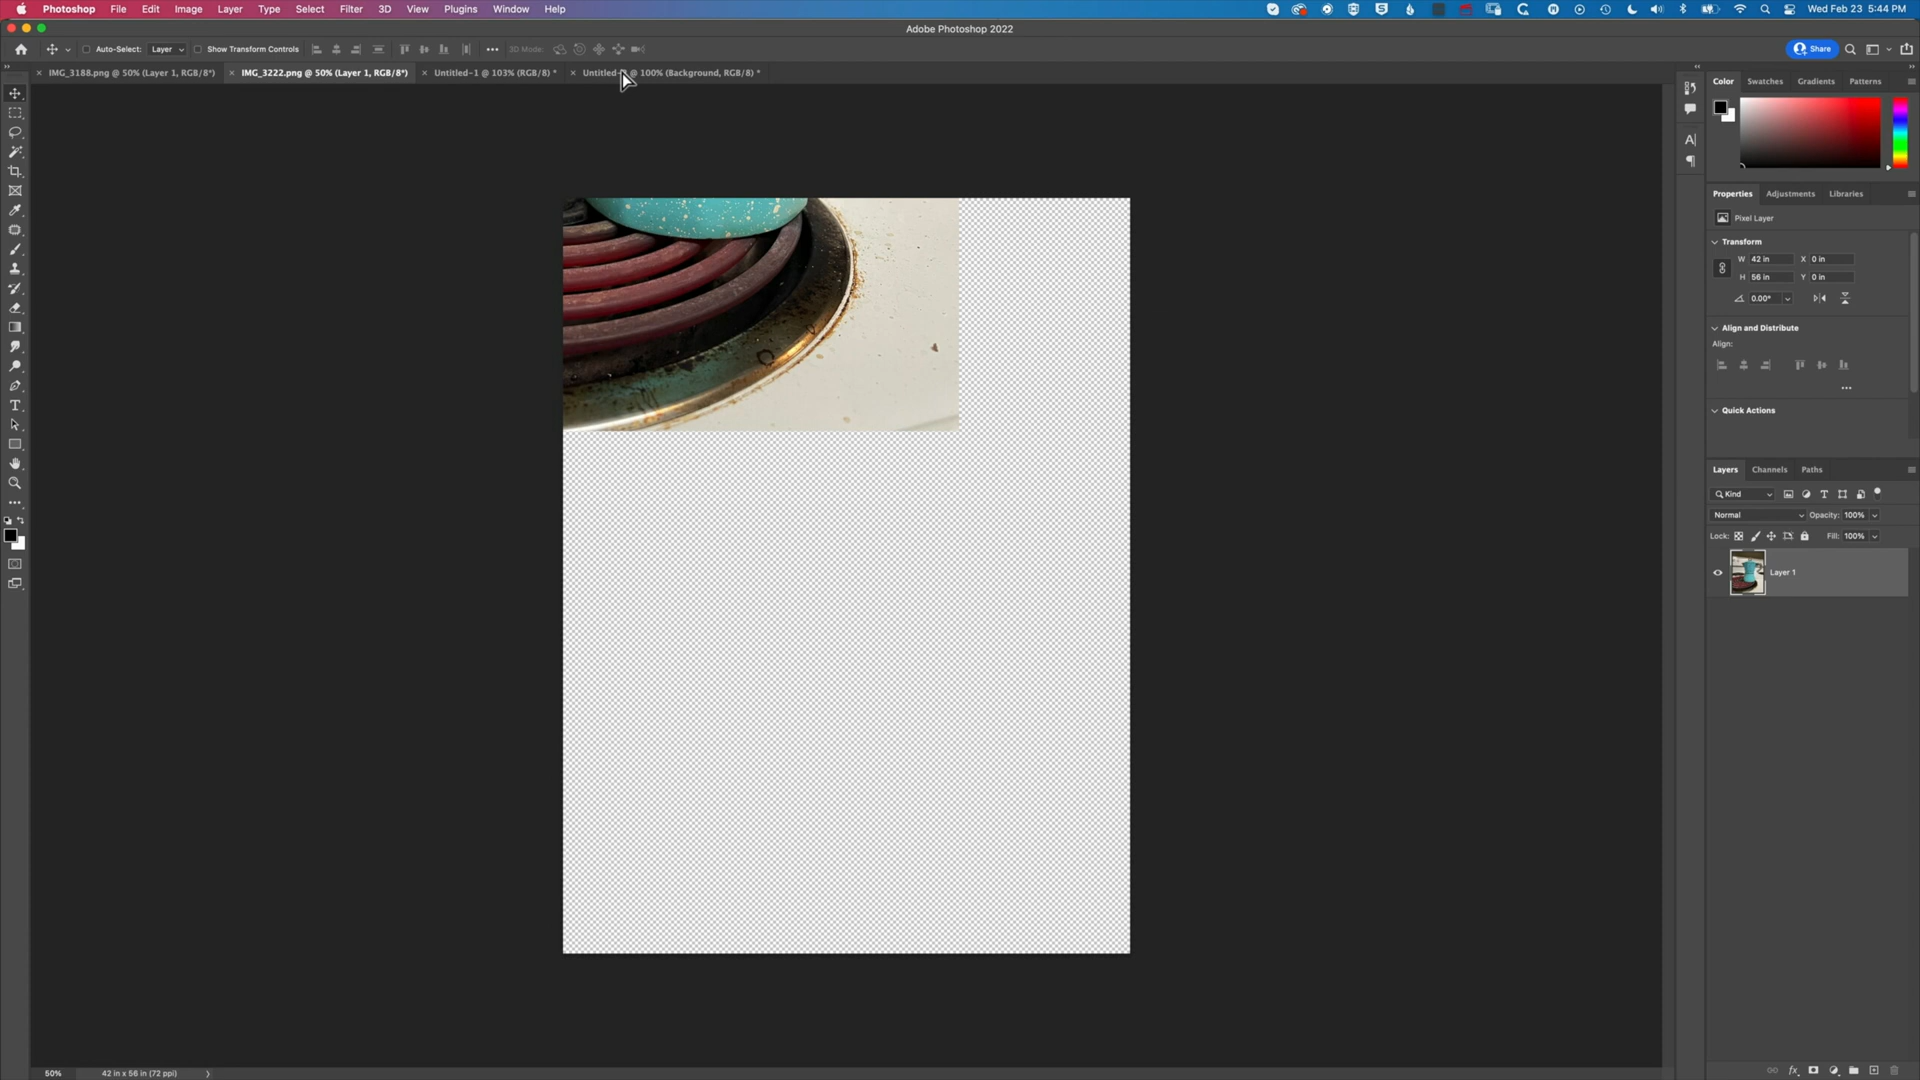 Photoshop File Edit Image Layer Type Select Filter 3D View Plugins Window Help Wed Feb 23 5:44 PM
Adobe Photoshop 2022
Auto-Select: Layer Show Transform Controls 3D Mode: Share
IMG_3188.png @ 50% (Layer 1, RGB/8*) IMG_3222.png @ 50% (Layer 1, RGB/8*) Untitled-1 @ 103% (RGB/8) * @ 100% (Background, RGB/8) *
Color Swatches Gradients Patterns
Properties Adjustments Libraries
Pixel Layer
Transform
W 42 in X 0 in
H 56 in Y 0 in
0.00°
Align and Distribute
Align:
Quick Actions
Layers Channels Paths
Kind
Normal Opacity: 100%
Lock: Fill: 100%
Layer 1
50% 42 in x 56 in (72 ppi)